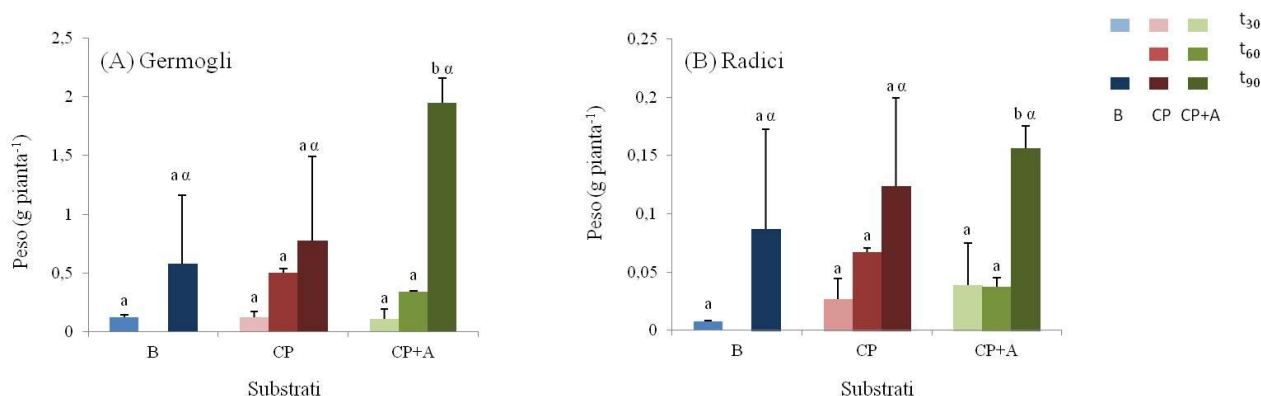 (A) Germogli
Peso (g pianta-1)
2,5
2
1,5
1
0,5
0
a
a α
a
a
a α
a
a
b α
B
CP
CP+A
Substrati
(B) Radici
Peso (g pianta-1)
0,25
0,2
0,15
0,1
0,05
0
a
a α
a
a
a α
a
a
b α
B
CP
CP+A
Substrati
t30
t60
t90
B CP CP+A